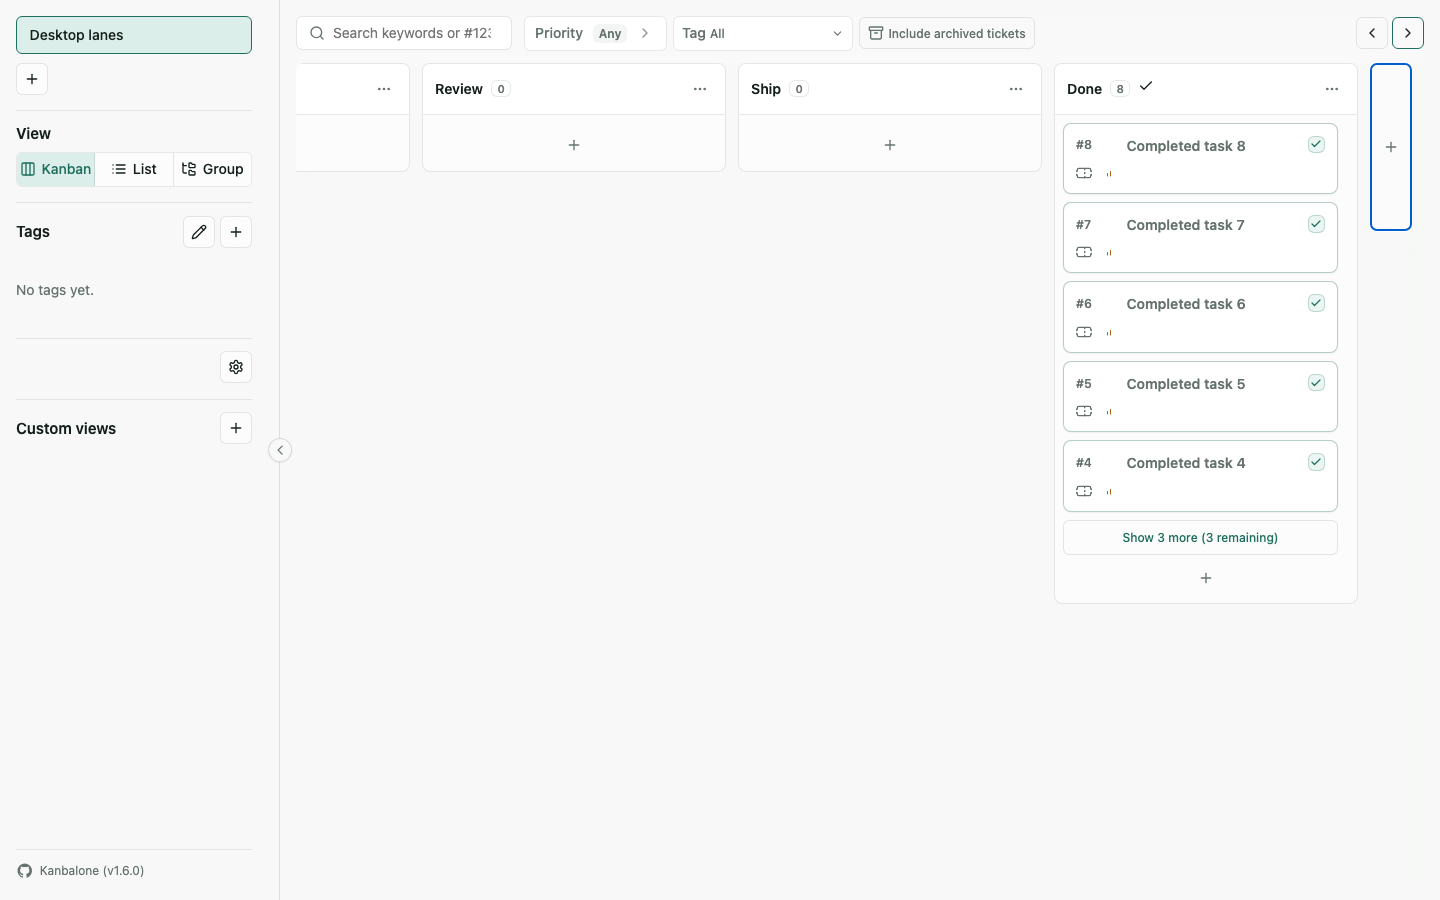 Desktop lanes
View
Kanban
List
Group
Tags
No tags yet.
Custom views
Kanbalone (v1.6.0)
Search keywords or #123
Priority Any
Tag All
Include archived tickets
Review 0
Ship 0
Done 8
#8 Completed task 8
#7 Completed task 7
#6 Completed task 6
#5 Completed task 5
#4 Completed task 4
Show 3 more (3 remaining)